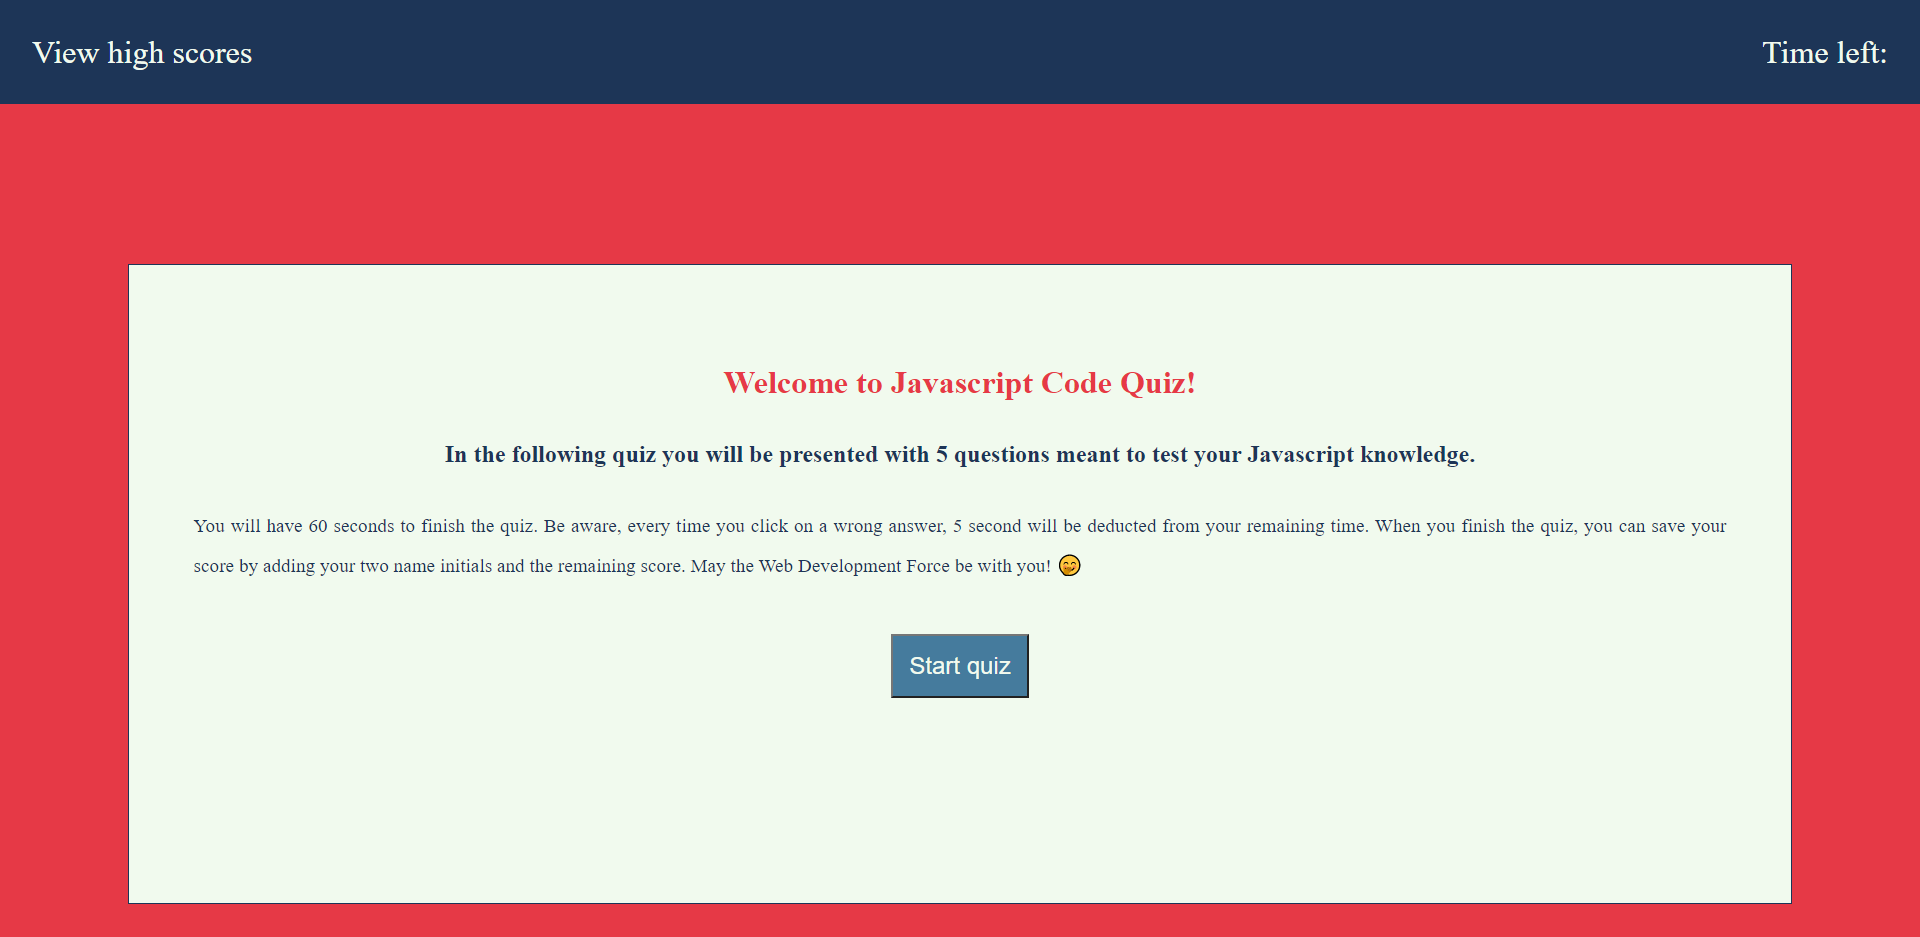 View high scores
Time left:
Welcome to Javascript Code Quiz!
In the following quiz you will be presented with 5 questions meant to test your Javascript knowledge.
You will have 60 seconds to finish the quiz. Be aware, every time you click on a wrong answer, 5 second will be deducted from your remaining time. When you finish the quiz, you can save your
score by adding your two name initials and the remaining score. May the Web Development Force be with you! 🤭
Start quiz